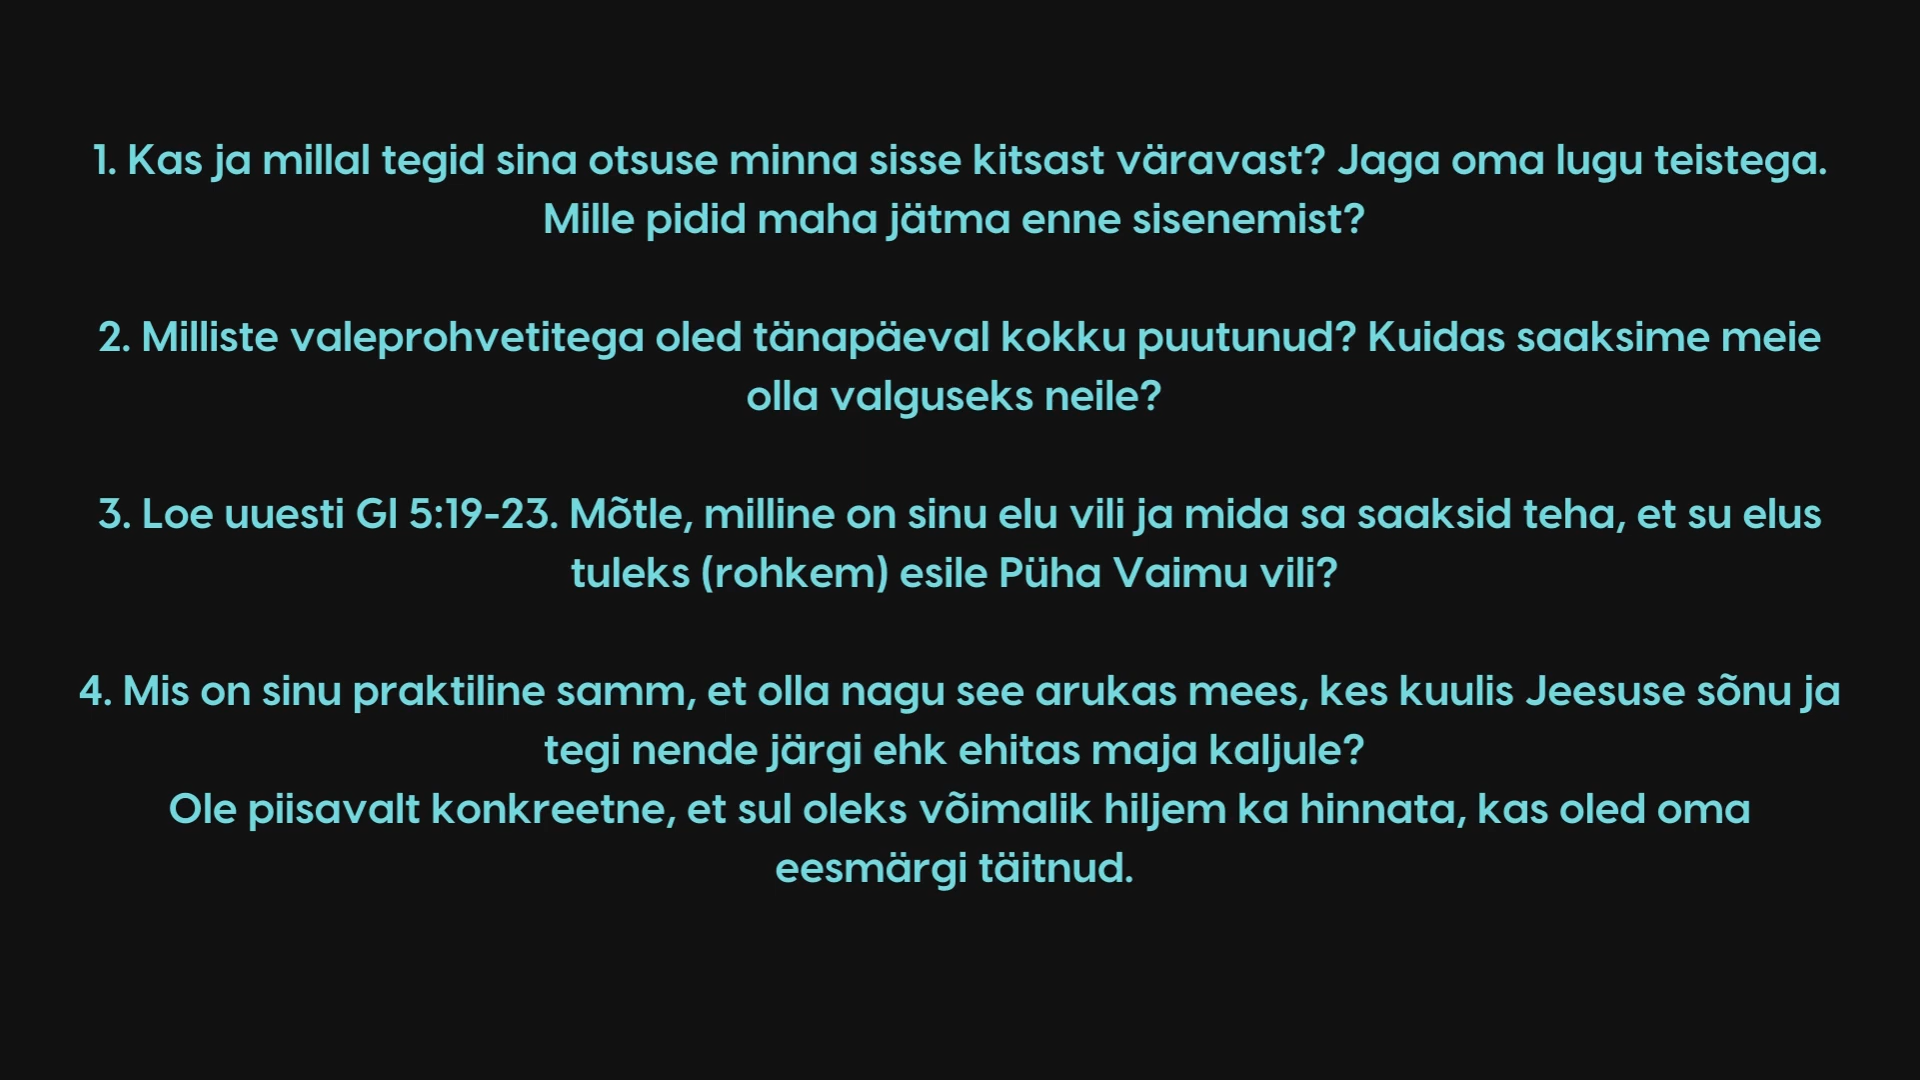 1. Kas ja millal tegid sina otsuse minna sisse kitsast väravast? Jaga oma lugu teistega.
Mille pidid maha jätma enne sisenemist?
2. Milliste valeprohvetitega oled tänapäeval kokku puutunud? Kuidas saaksime meie
olla valguseks neile?
3. Loe uuesti Gl 5:19-23. Mõtle, milline on sinu elu vili ja mida sa saaksid teha, et su elus
tuleks (rohkem) esile Püha Vaimu vili?
4. Mis on sinu praktiline samm, et olla nagu see arukas mees, kes kuulis Jeesuse sõnu ja
tegi nende järgi ehk ehitas maja kaljule?
Ole piisavalt konkreetne, et sul oleks võimalik hiljem ka hinnata, kas oled oma
eesmärgi täitnud.